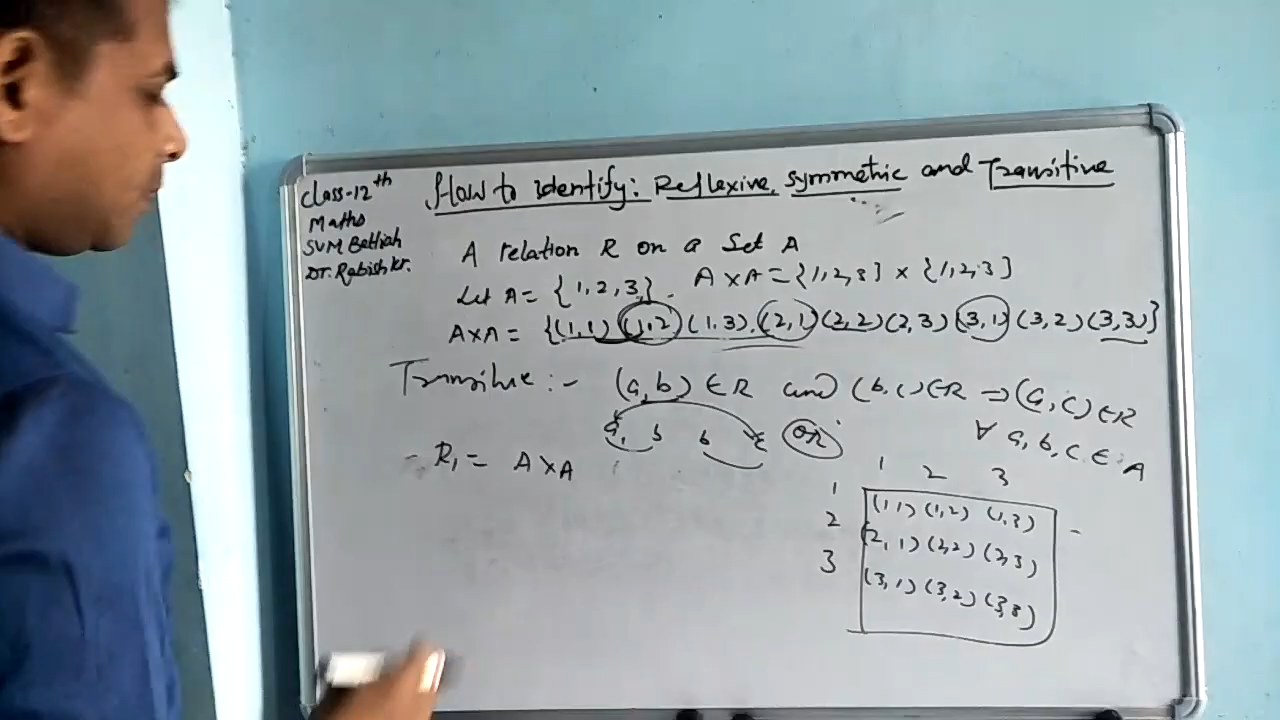 Class-12th
Maths
SVM Bettiah
Dr. Rabish kr.
How to identify: Reflexive, symmetric and Transitive
A relation R on a Set A
Let A = {1,2,3}. A×A = {1,2,3} × {1,2,3}
A×A = {(1,1) (1,2) (1,3), (2,1) (2,2) (2,3) (3,1) (3,2) (3,3)}
Transitive :- (a,b) ∈ R and (b,c) ∈ R ⇒ (a,c) ∈ R
∀ a,b,c ∈ A
a, b b c OR
- R₁ = A×A
1 2 3
1 (1,1) (1,2) (1,3)
2 (2,1) (2,2) (2,3)
3 (3,1) (3,2) (3,3)